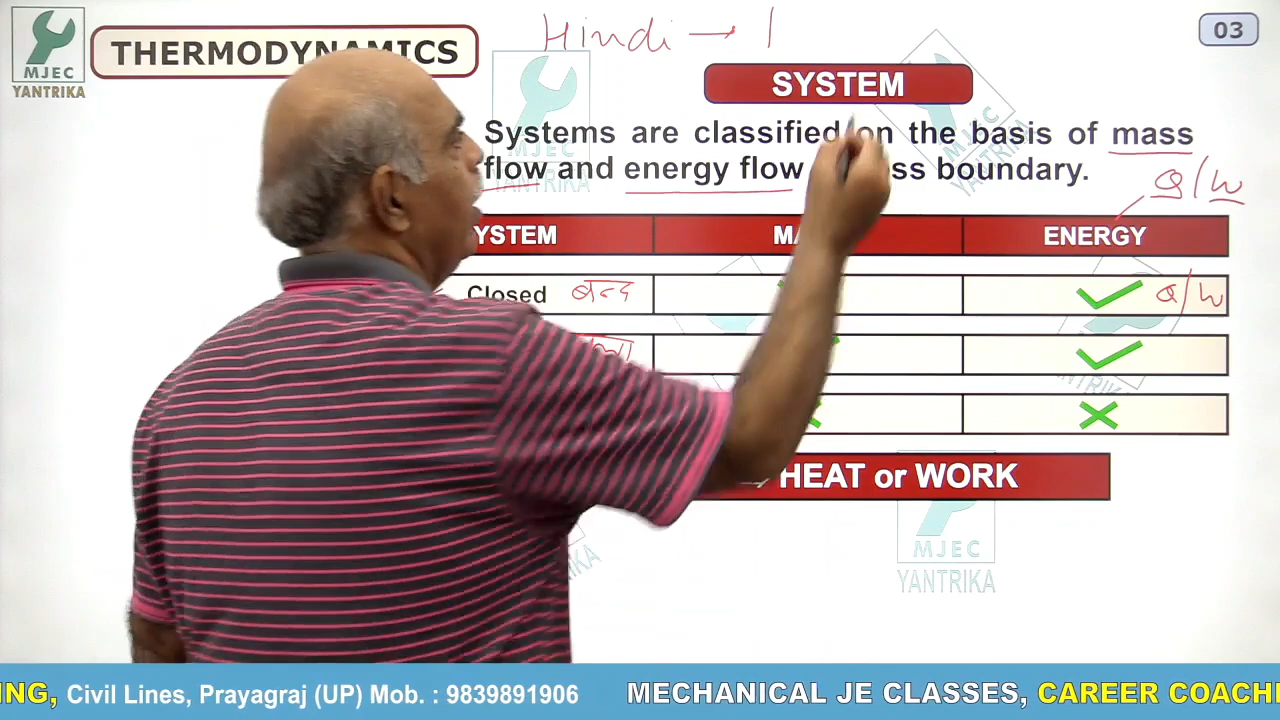 MJEC
YANTRIKA
THERMODYNAMICS
Hindi →
03
SYSTEM
Systems are classified on the basis of mass
flow and energy flow boundary.
Q/W
YSTEM
ENERGY
Closed बन्द
Q/W
HEAT or WORK
MJEC
YANTRIKA
ING, Civil Lines, Prayagraj (UP) Mob. : 9839891906 MECHANICAL JE CLASSES, CAREER COACHI